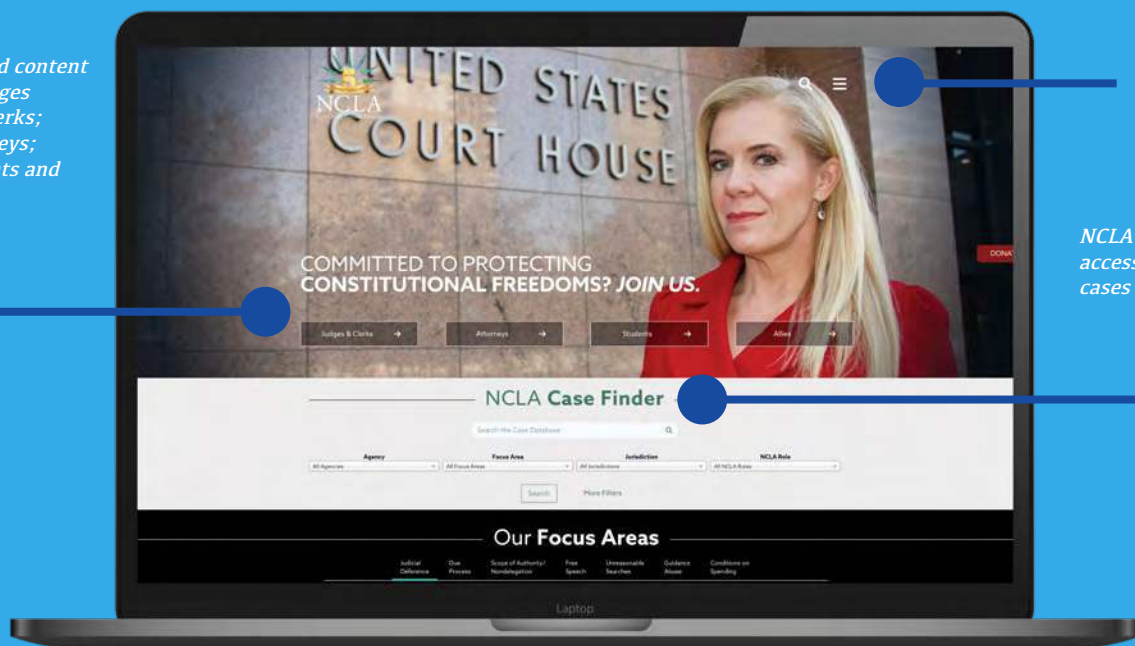 d content
ges
erks;
eys;
ts and
UNITED STATES
COURT HOUSE
NCLA
COMMITTED TO PROTECTING
CONSTITUTIONAL FREEDOMS? JOIN US.
DONA
Judges & Clerks
Attorneys
Students
Allies
NCLA
access
cases
NCLA Case Finder
Search the Case Database
Agency Focus Area Jurisdiction NCLA Role
All Agencies All Focus Areas All Jurisdictions All NCLA Roles
Search More Filters
Our Focus Areas
Judicial Deference
Due Process
Scope of Authority/ Nondelegation
Free Speech
Unreasonable Searches
Guidance Abuse
Conditions on Spending
Laptop